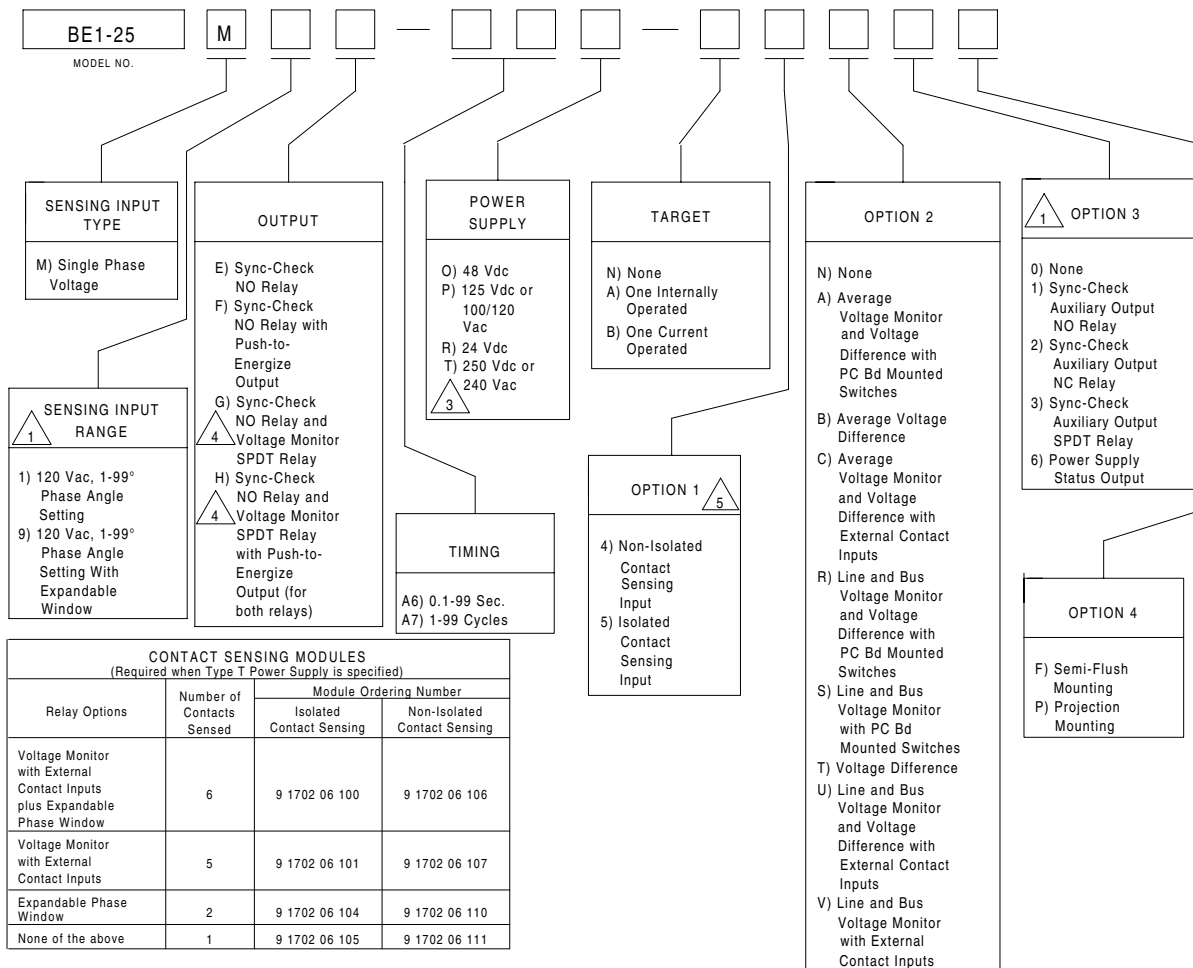 BE1-25
M
MODEL NO.
SENSING INPUT
TYPE
M) Single Phase
Voltage
1
SENSING INPUT
RANGE
1) 120 Vac, 1-99°
Phase Angle
Setting
9) 120 Vac, 1-99°
Phase Angle
Setting With
Expandable
Window
OUTPUT
E) Sync-Check
NO Relay
F) Sync-Check
NO Relay with
Push-to-
Energize
Output
G) Sync-Check
NO Relay and
4
Voltage Monitor
SPDT Relay
H) Sync-Check
NO Relay and
4
Voltage Monitor
SPDT Relay
with Push-to-
Energize
Output (for
both relays)
TIMING
A6) 0.1-99 Sec.
A7) 1-99 Cycles
POWER
SUPPLY
O) 48 Vdc
P) 125 Vdc or
100/120
Vac
R) 24 Vdc
T) 250 Vdc or
240 Vac
3
TARGET
N) None
A) One Internally
Operated
B) One Current
Operated
OPTION 1
5
4) Non-Isolated
Contact
Sensing
Input
5) Isolated
Contact
Sensing
Input
OPTION 2
N) None
A) Average
Voltage Monitor
and Voltage
Difference with
PC Bd Mounted
Switches
B) Average Voltage
Difference
C) Average
Voltage Monitor
and Voltage
Difference with
External Contact
Inputs
R) Line and Bus
Voltage Monitor
and Voltage
Difference with
PC Bd Mounted
Switches
S) Line and Bus
Voltage Monitor
with PC Bd
Mounted Switches
T) Voltage Difference
U) Line and Bus
Voltage Monitor
and Voltage
Difference with
External Contact
Inputs
V) Line and Bus
Voltage Monitor
with External
Contact Inputs
1
OPTION 3
0) None
1) Sync-Check
Auxiliary Output
NO Relay
2) Sync-Check
Auxiliary Output
NC Relay
3) Sync-Check
Auxiliary Output
SPDT Relay
6) Power Supply
Status Output
OPTION 4
F) Semi-Flush
Mounting
P) Projection
Mounting
CONTACT SENSING MODULES
(Required when Type T Power Supply is specified)
Relay Options
Number of
Contacts
Sensed
Module Ordering Number
Isolated
Contact Sensing
Non-Isolated
Contact Sensing
Voltage Monitor
with External
Contact Inputs
plus Expandable
Phase Window
6
9 1702 06 100
9 1702 06 106
Voltage Monitor
with External
Contact Inputs
5
9 1702 06 101
9 1702 06 107
Expandable Phase
Window
2
9 1702 06 104
9 1702 06 110
None of the above
1
9 1702 06 105
9 1702 06 111